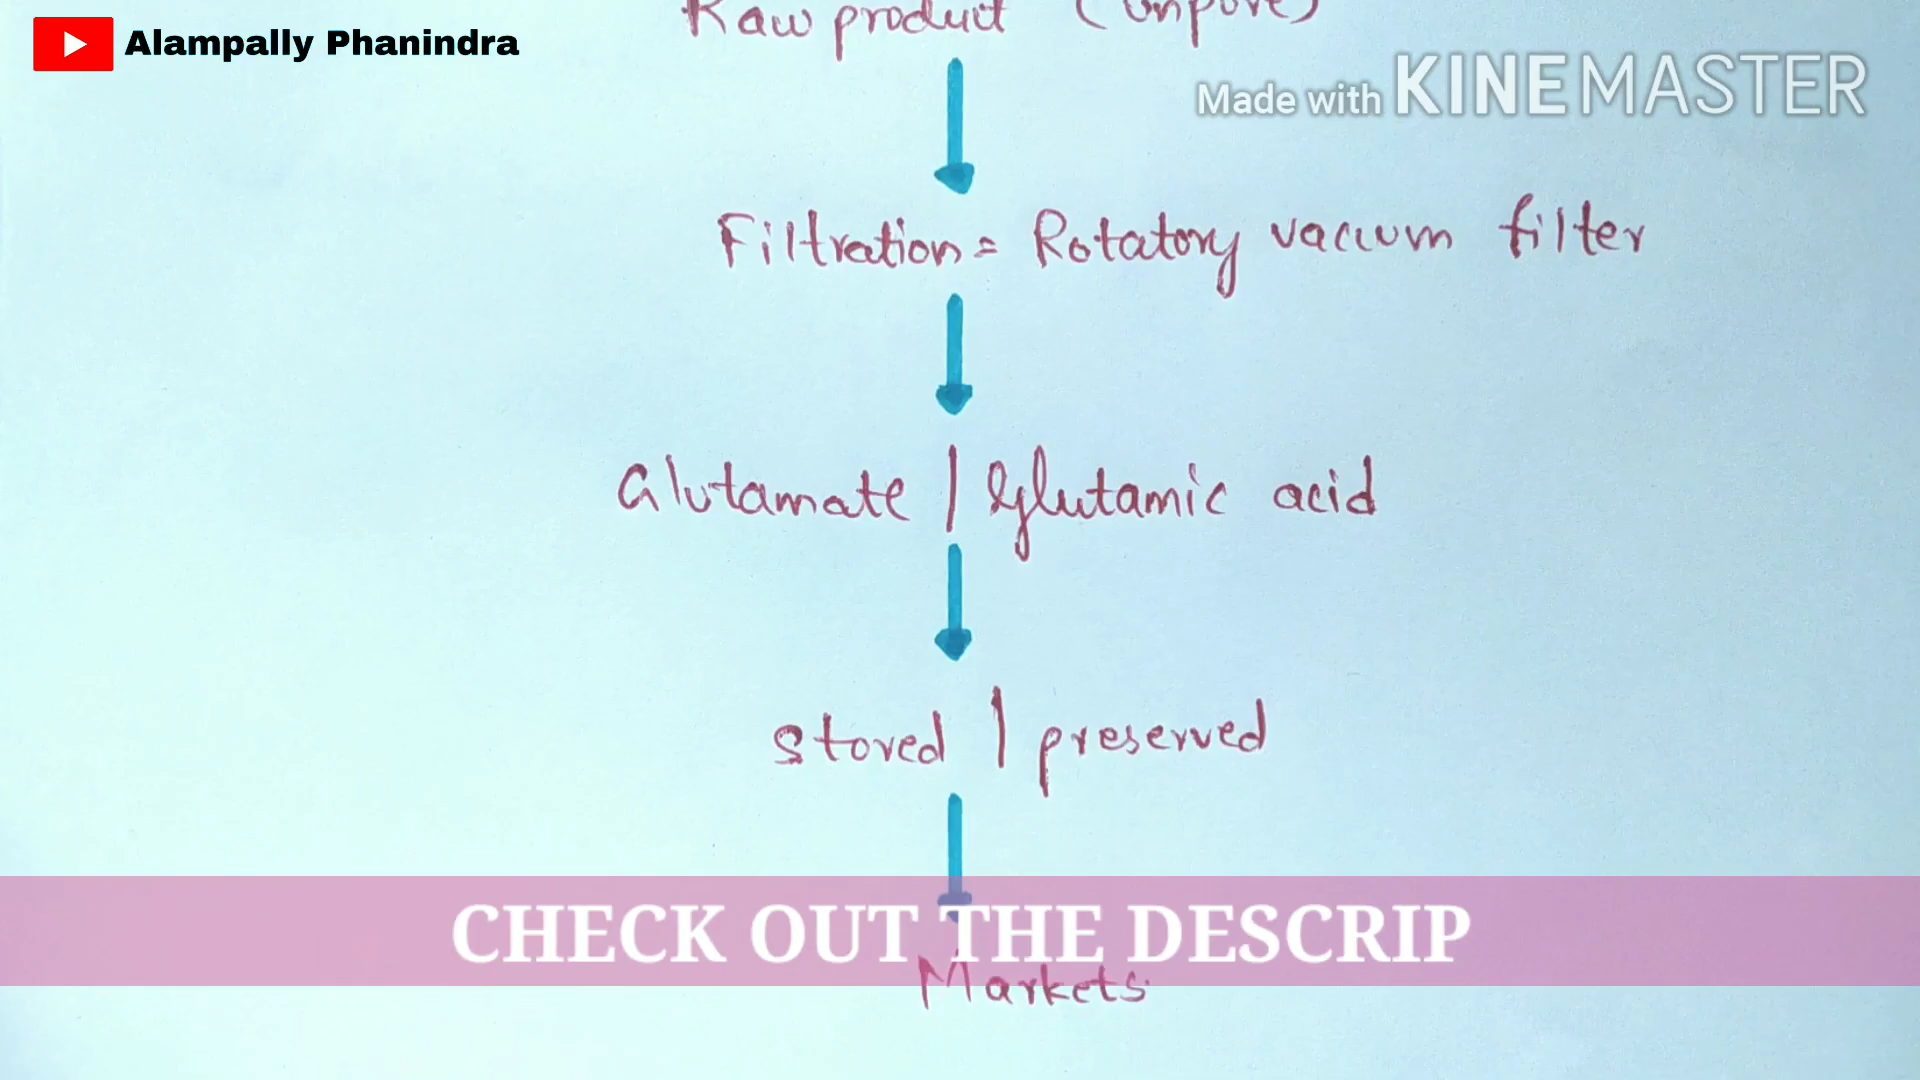 Alampally Phanindra
Raw product (unpure)
Made with KINEMASTER
Filtration = Rotatory vacuum filter
Glutamate | Glutamic acid
stored | preserved
CHECK OUT THE DESCRIP
Markets